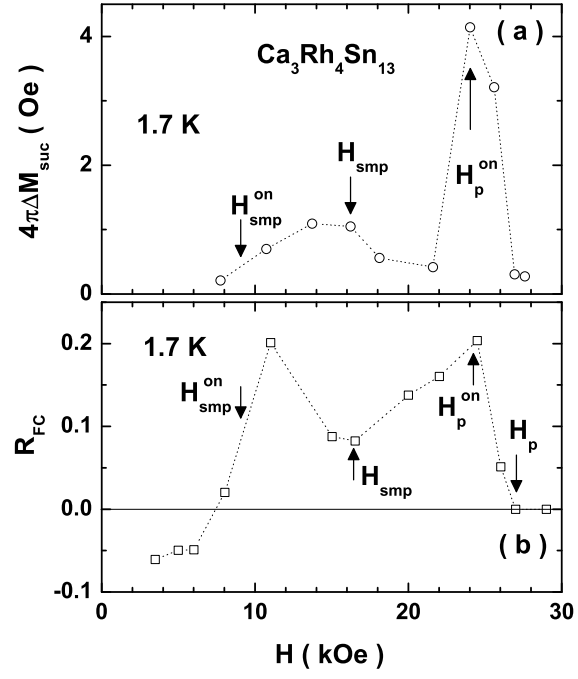 ( a )
Ca3Rh4Sn13
4
1.7 K
Hsmp
Hpon
2
Hsmpon
0
4πΔMsuc ( Oe )
1.7 K
0.2
Hsmpon
Hpon
Hp
0.1
Hsmp
0.0
( b )
-0.1
RFC
0 10 20 30
H ( kOe )